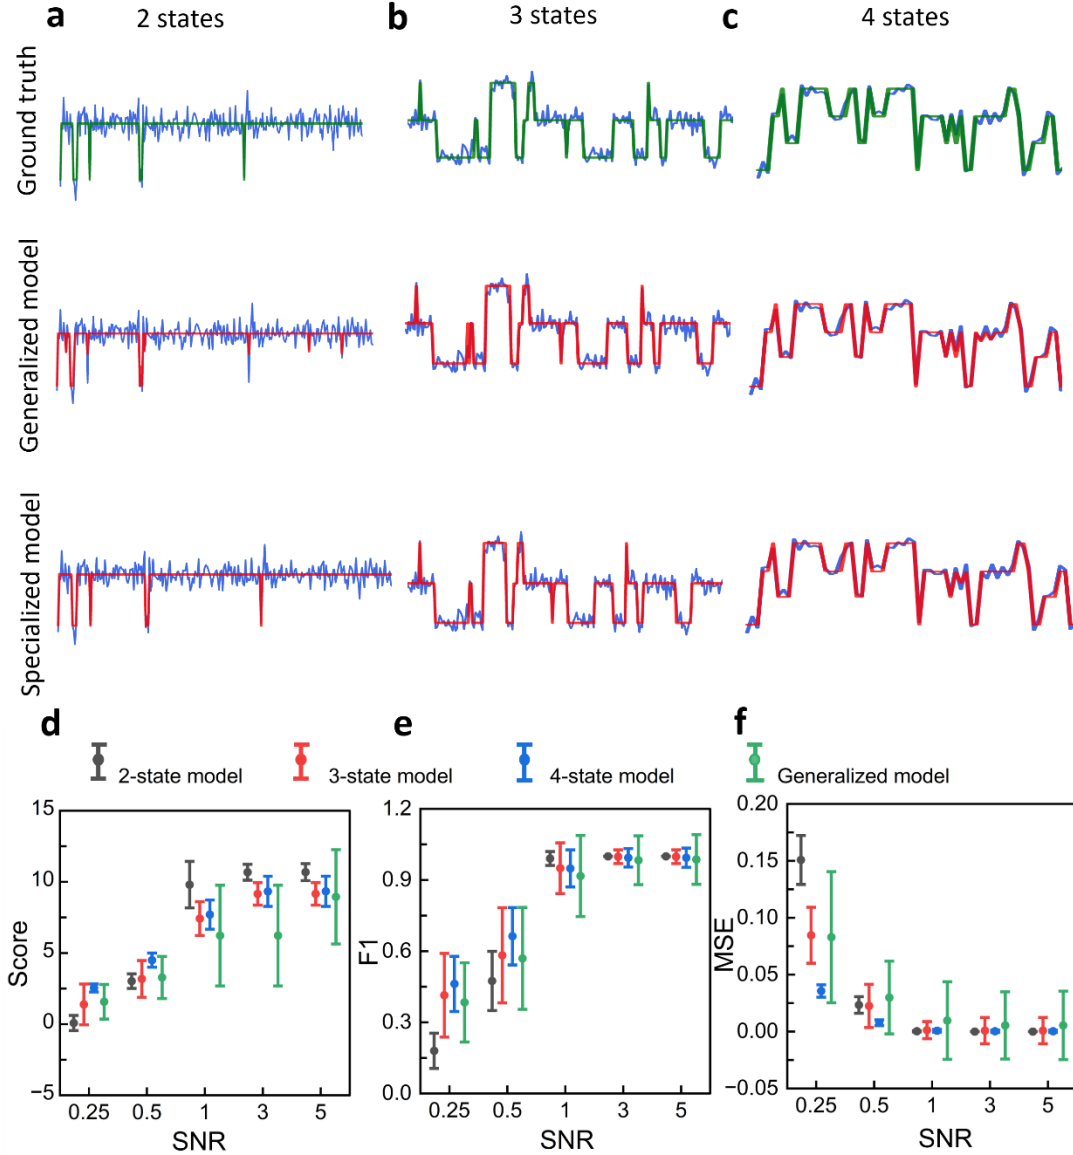 a 2 states b 3 states c 4 states
Ground truth
Generalized model
Specialized model
d e f
2-state model 3-state model 4-state model Generalized model
15
10
5
0
−5
Score
0.25 0.5 1 3 5
SNR
1.2
0.9
0.6
0.3
0.0
F1
0.25 0.5 1 3 5
SNR
0.20
0.15
0.10
0.05
0.00
−0.05
MSE
0.25 0.5 1 3 5
SNR